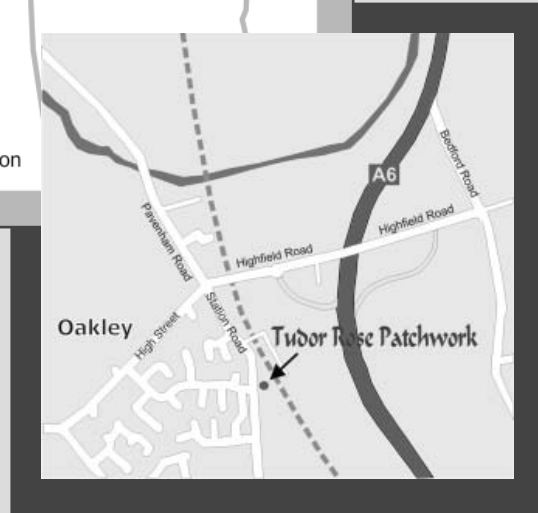 on
A6
Bedford Road
Pavenham Road
Highfield Road
Highfield Road
Station Road
Oakley
High Street
Tudor Rose Patchwork